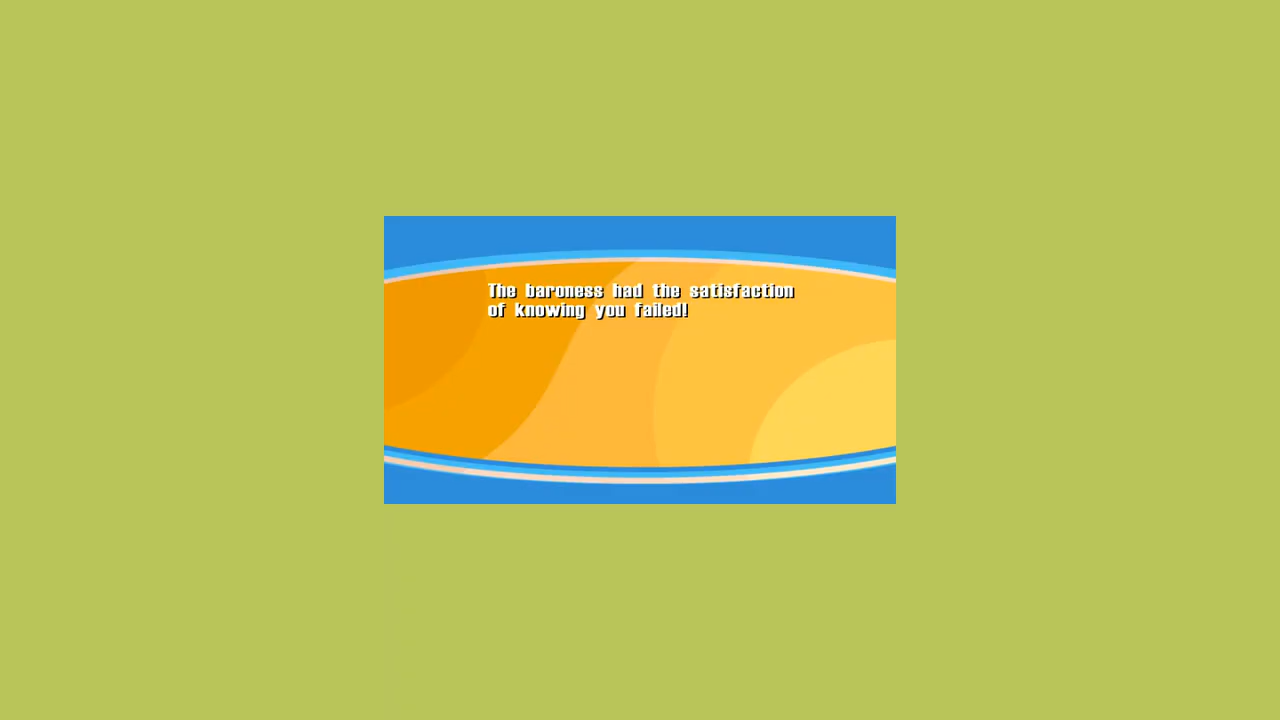 The baroness had the satisfaction
of knowing you failed!